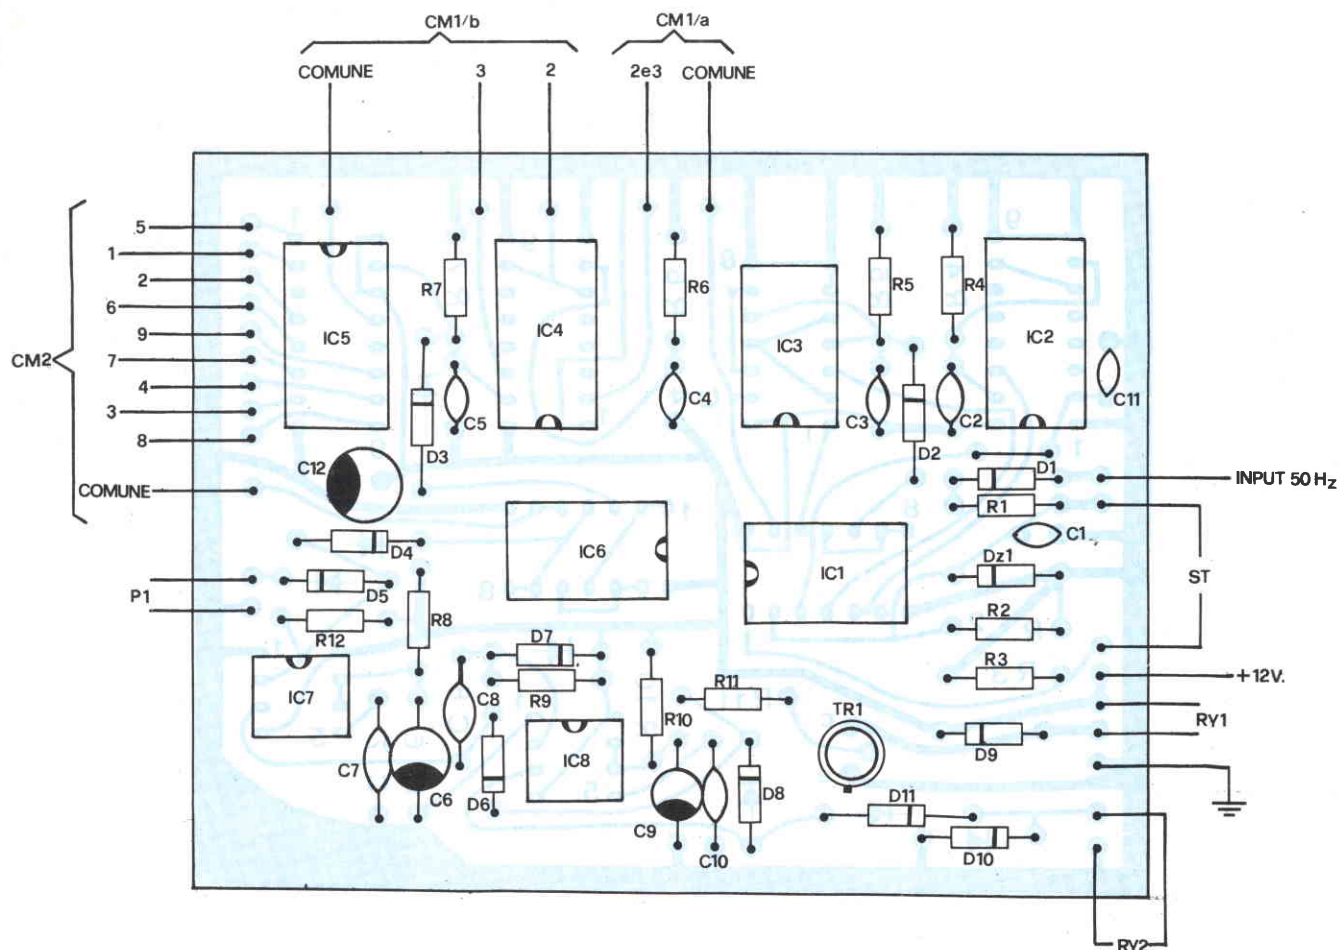 CM1/b CM1/a
COMUNE 3 2 2e3 COMUNE
CM2
5
1
2
6
9
7
4
3
8
COMUNE
P1
IC5 R7 IC4 R6 IC3 R5 R4 IC2
D3 C5 C4 C3 D2 C2 C11
C12 D1 INPUT 50 Hz
R1
D4 IC6 IC1 C1
D5 Dz1 ST
R12 R8 R2
D7 R3
IC7 C8 R9 R10 R11 +12V.
TR1 RY1
C7 C6 D6 IC8 D9
C9 C10 D8 D11
D10
RY2